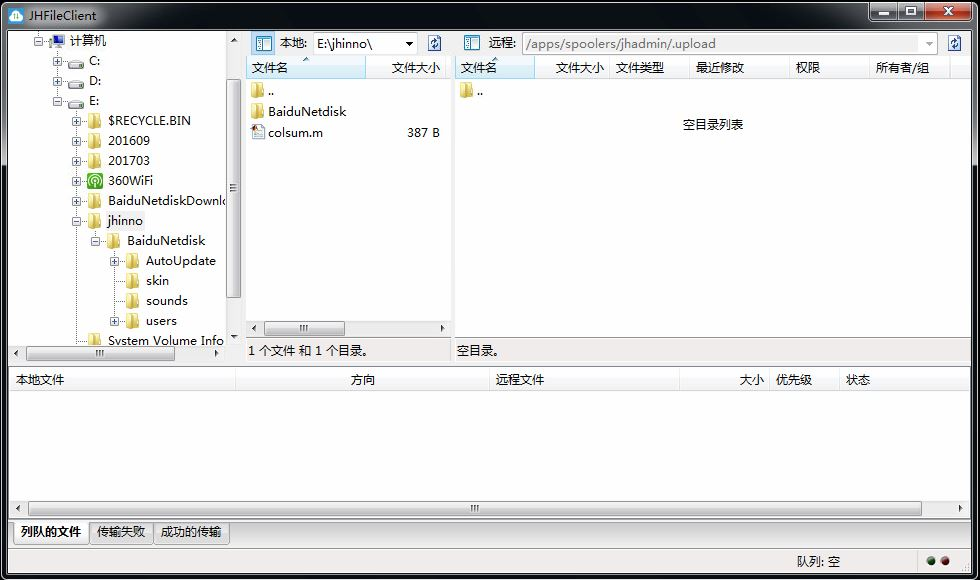 JHFileClient
计算机
C:
D:
E:
$RECYCLE.BIN
201609
201703
360WiFi
BaiduNetdiskDownlo
jhinno
BaiduNetdisk
AutoUpdate
skin
sounds
users
System Volume Info
本地: E:\jhinno\
文件名 文件大小
..
BaiduNetdisk
colsum.m 387 B
1 个文件 和 1 个目录。
远程: /apps/spoolers/jhadmin/.upload
文件名 文件大小 文件类型 最近修改 权限 所有者/组
..
空目录列表
空目录。
本地文件 方向 远程文件 大小 优先级 状态
列队的文件 传输失败 成功的传输
队列: 空